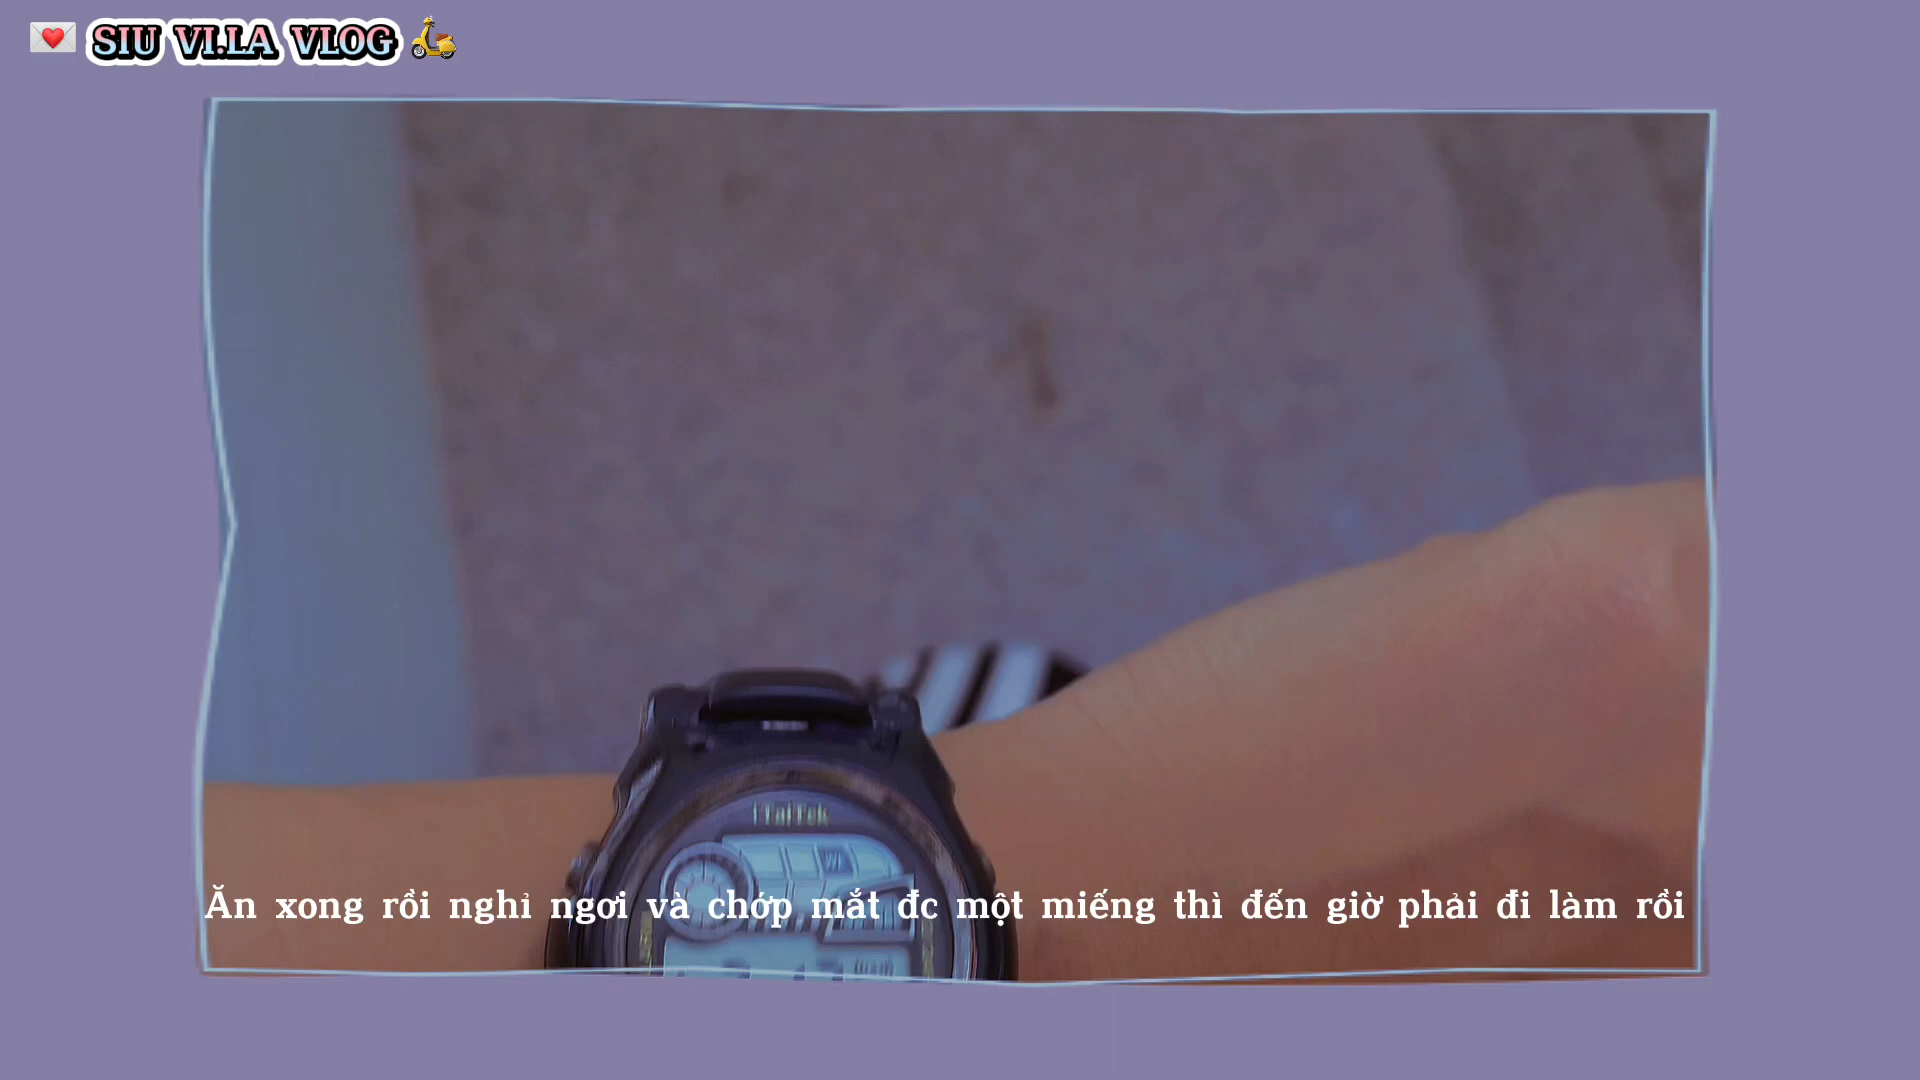 SIU VI.LA VLOG
Ăn xong rồi nghỉ ngơi và chớp mắt đc một miếng thì đến giờ phải đi làm rồi